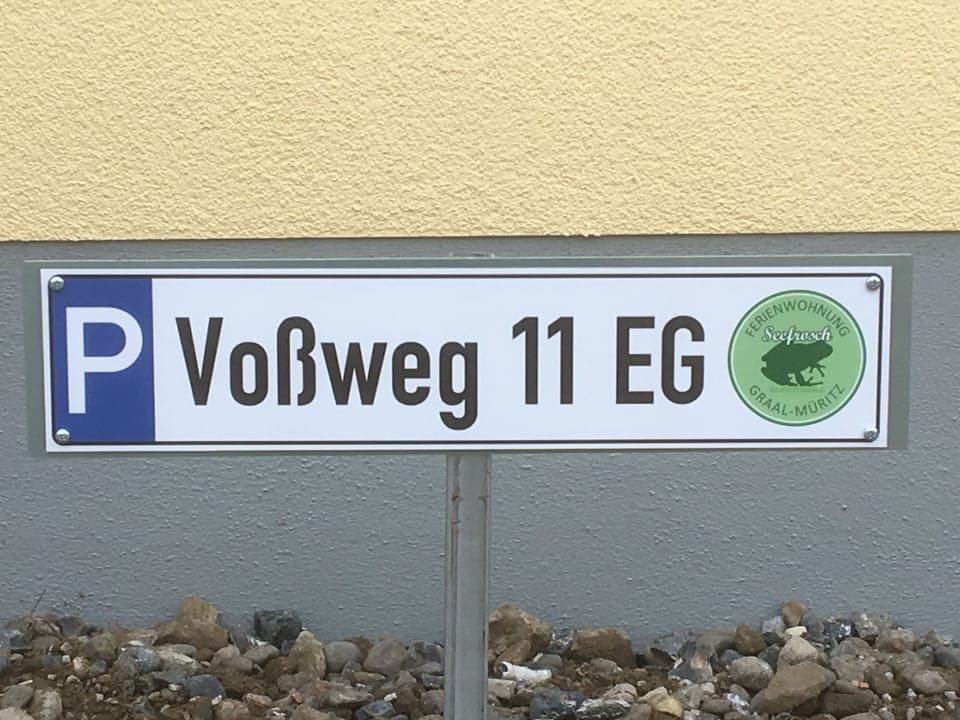 P Voßweg 11 EG
FERIENWOHNUNG
Seefrosch
GRAAL-MÜRITZ